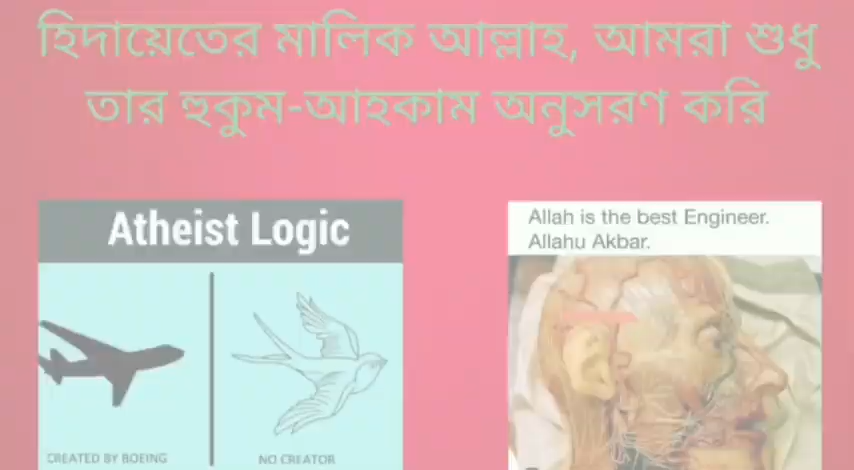 হিদায়েতের মালিক আল্লাহ, আমরা শুধু
তার হুকুম-আহকাম অনুসরণ করি
Atheist Logic
CREATED BY BOEING
NO CREATOR
Allah is the best Engineer.
Allahu Akbar.